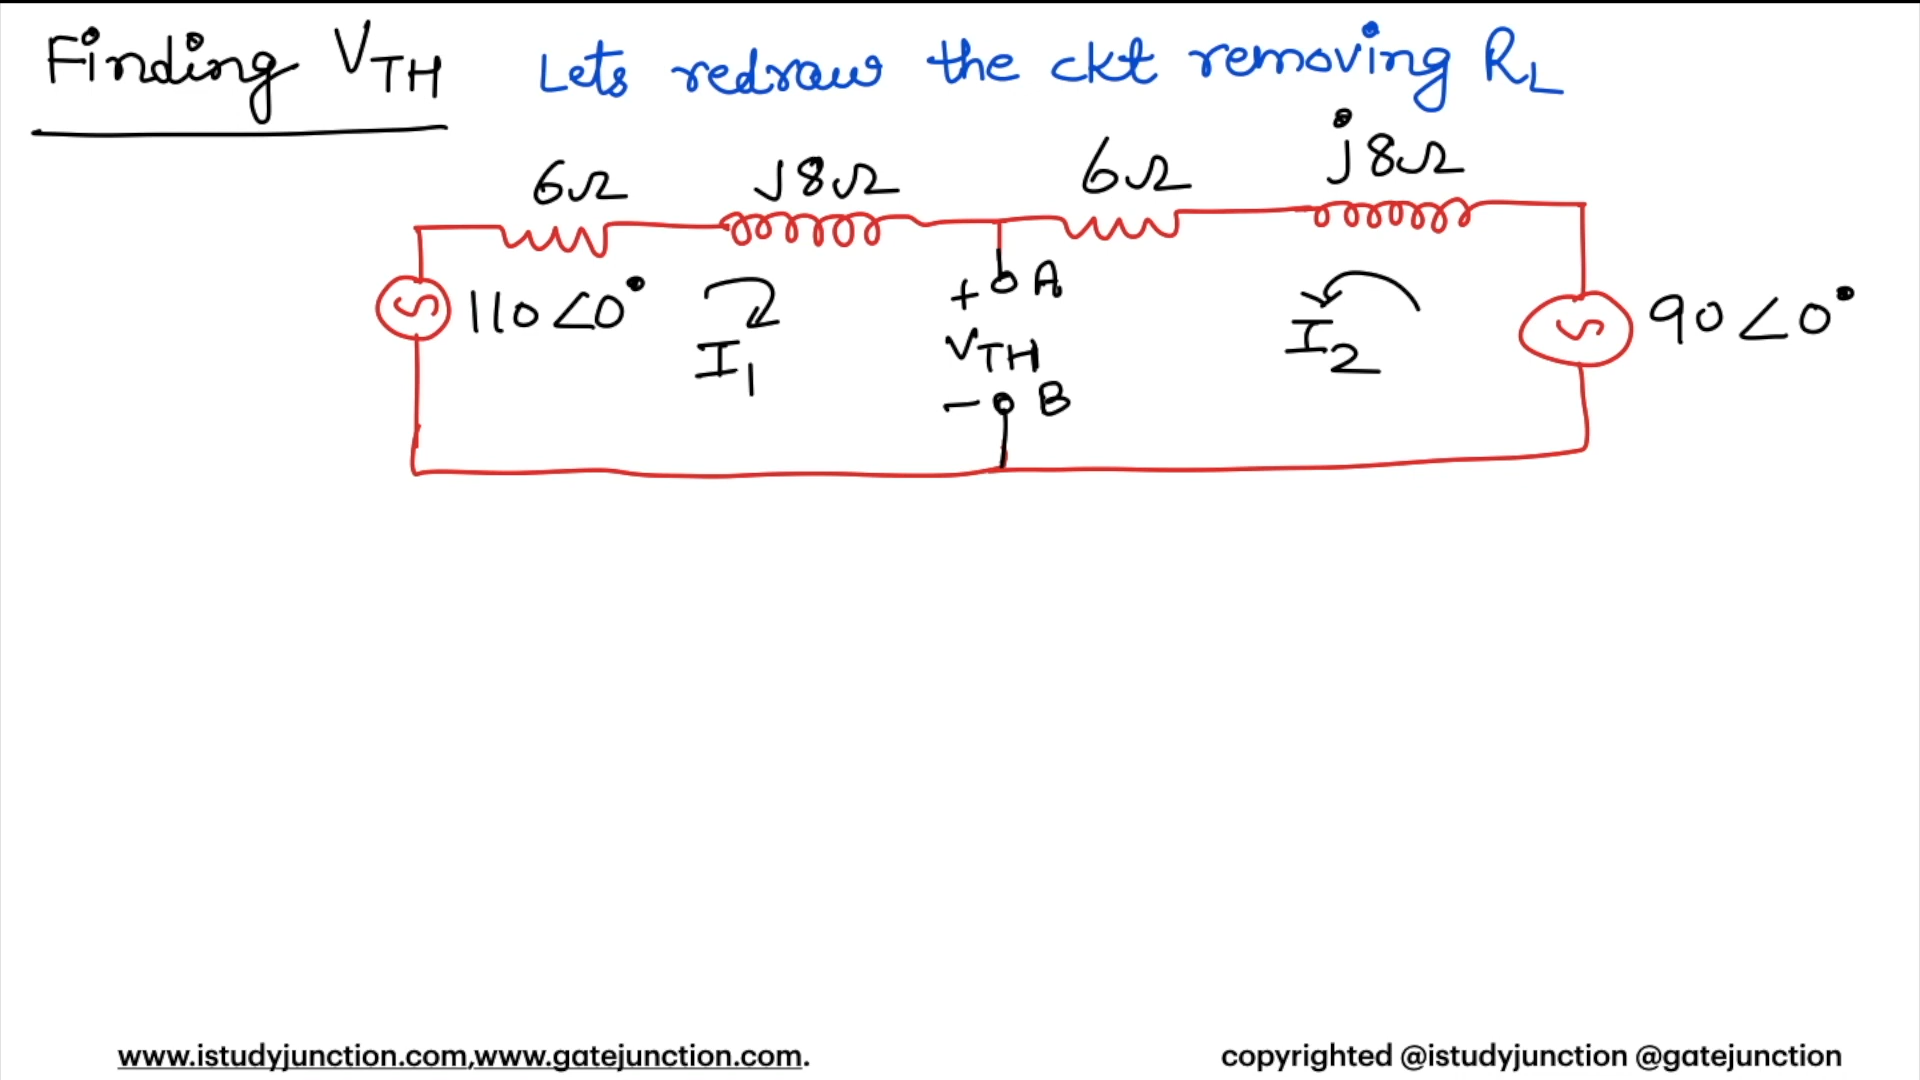 Finding VTH Lets redraw the ckt removing RL
6Ω j8Ω 6Ω j8Ω
110∠0° I1 + A VTH - B I2 90∠0°
www.istudyjunction.com,www.gatejunction.com. copyrighted @istudyjunction @gatejunction